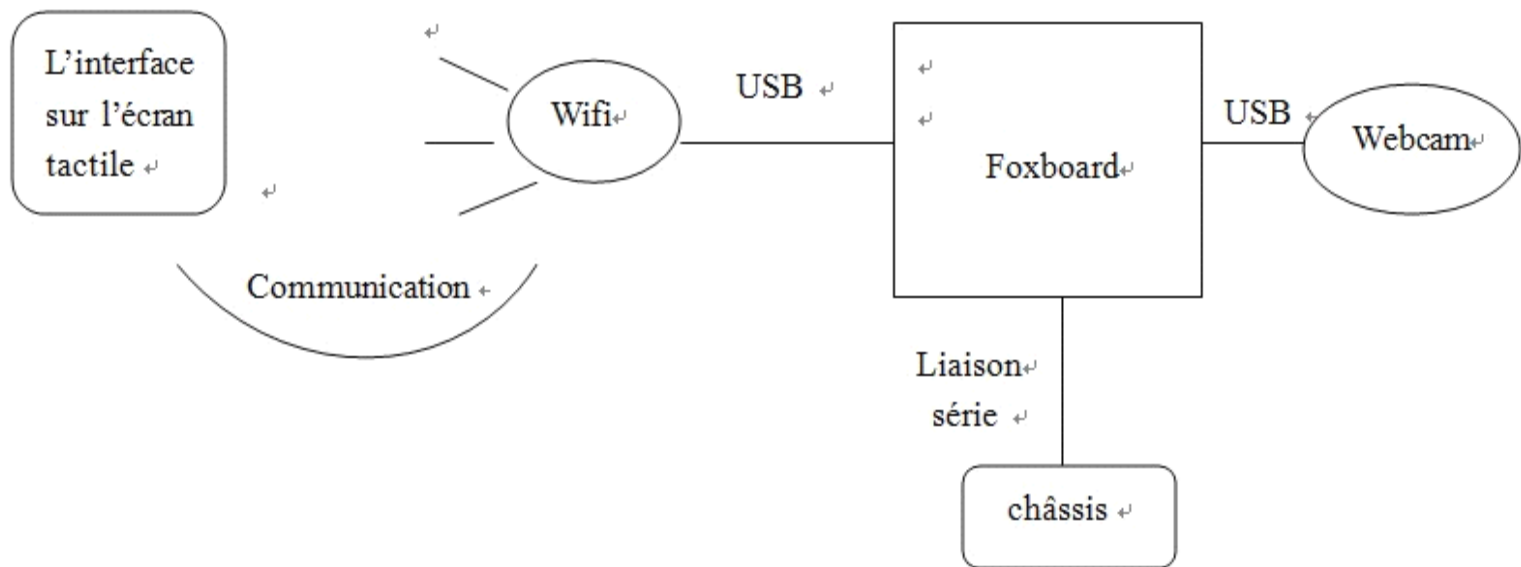 L'interface
sur l'écran
tactile
Wifi
USB
Foxboard
USB
Webcam
Communication
Liaison
série
châssis